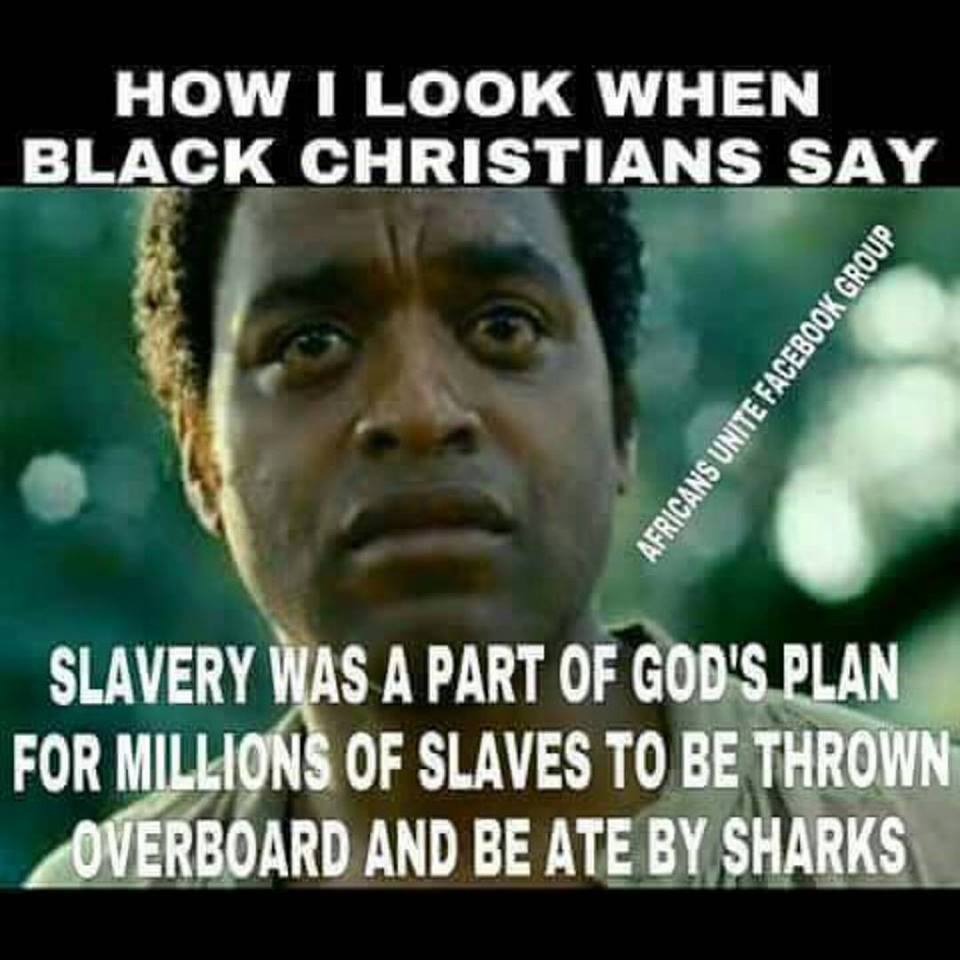 HOW I LOOK WHEN
BLACK CHRISTIANS SAY
AFRICANS UNITE FACEBOOK GROUP
SLAVERY WAS A PART OF GOD'S PLAN
FOR MILLIONS OF SLAVES TO BE THROWN
OVERBOARD AND BE ATE BY SHARKS